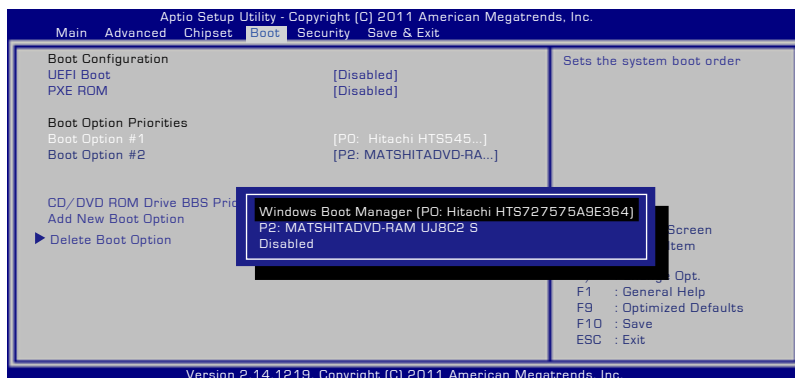 Aptio Setup Utility - Copyright (C) 2011 American Megatrends, Inc.
Main Advanced Chipset Boot Security Save & Exit
Boot Configuration
UEFI Boot [Disabled]
PXE ROM [Disabled]
Boot Option Priorities
Boot Option #1 [P0: Hitachi HTS545...]
Boot Option #2 [P2: MATSHITADVD-RA...]
CD/DVD ROM Drive BBS Prio
Add New Boot Option
Delete Boot Option
Windows Boot Manager (P0: Hitachi HTS727575A9E364)
P2: MATSHITADVD-RAM UJ8C2 S
Disabled
Sets the system boot order
Screen
Item
Opt.
F1 : General Help
F9 : Optimized Defaults
F10 : Save
ESC : Exit
Version 2.14.1219. Copyright (C) 2011 American Megatrends, Inc.